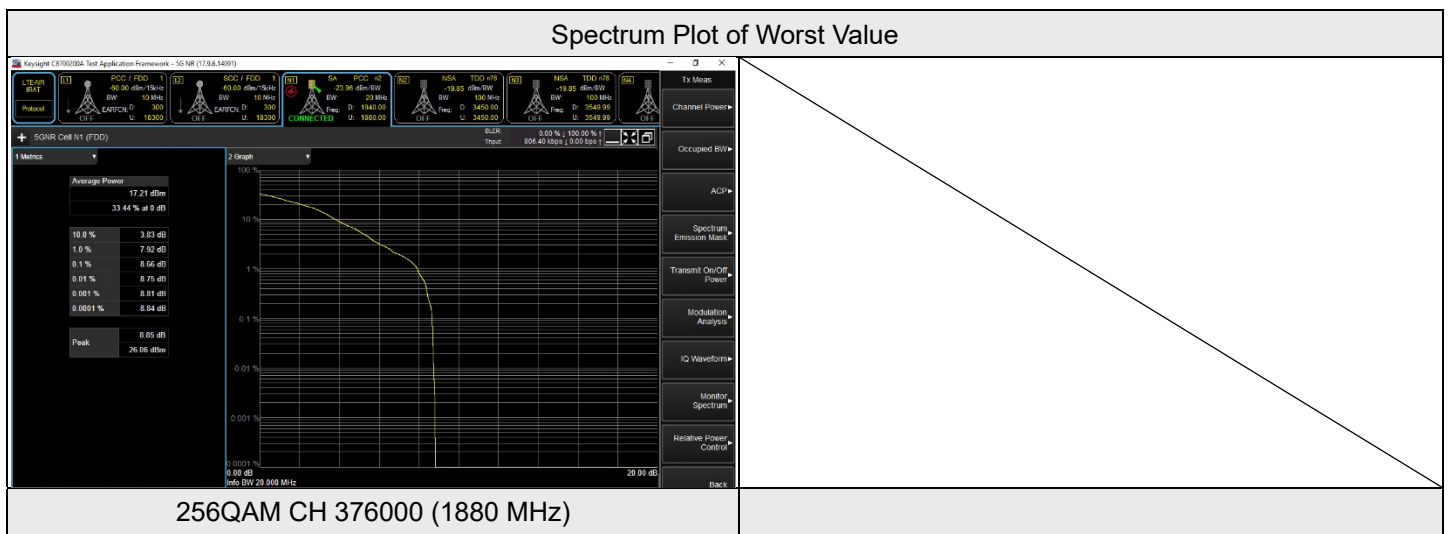 Spectrum Plot of Worst Value
Keysight C8700200A Test Application Framework – 5G NR (17.9.6.14091)
LTE-NR IRAT
Protocol
L1 PCC / FDD 1
-60.00 dBm/15kHz
BW: 10 MHz
EARFCN: D: 300
OFF U: 18300
L2 SCC / FDD 1
-60.00 dBm/15kHz
BW: 10 MHz
EARFCN: D: 300
OFF U: 18300
N1 SA PCC n2
-23.96 dBm/BW
BW: 20 MHz
Freq: D: 1940.00
CONNECTED U: 1880.00
N2 NSA TDD n78
-19.85 dBm/BW
BW: 100 MHz
Freq: D: 3450.00
OFF U: 3450.00
N3 NSA TDD n78
-19.85 dBm/BW
BW: 100 MHz
Freq: D: 3549.99
OFF U: 3549.99
N4
OFF
+ 5GNR Cell N1 (FDD)
BLER: 0.00 % ↓ 100.00 % ↑
Tput: 806.40 kbps ↓ 0.00 bps ↑
1 Metrics
Average Power
17.21 dBm
33.44 % at 0 dB
10.0 % 3.83 dB
1.0 % 7.92 dB
0.1 % 8.66 dB
0.01 % 8.75 dB
0.001 % 8.81 dB
0.0001 % 8.84 dB
Peak 8.85 dB
26.06 dBm
2 Graph
100 %
10 %
1 %
0.1 %
0.01 %
0.001 %
0.0001 %
0.00 dB 20.00 dB
Info BW 20.000 MHz
Tx Meas
Channel Power
Occupied BW
ACP
Spectrum
Emission Mask
Transmit On/Off
Power
Modulation
Analysis
IQ Waveform
Monitor
Spectrum
Relative Power
Control
Back
256QAM CH 376000 (1880 MHz)